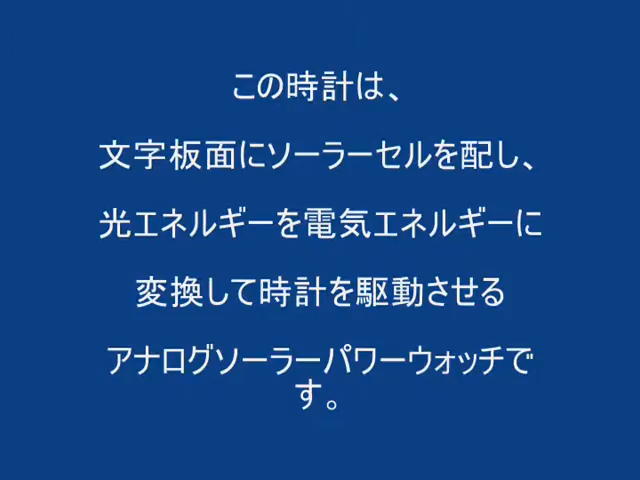 この時計は、
文字板面にソーラーセルを配し、
光エネルギーを電気エネルギーに
変換して時計を駆動させる
アナログソーラーパワーウォッチで
す。